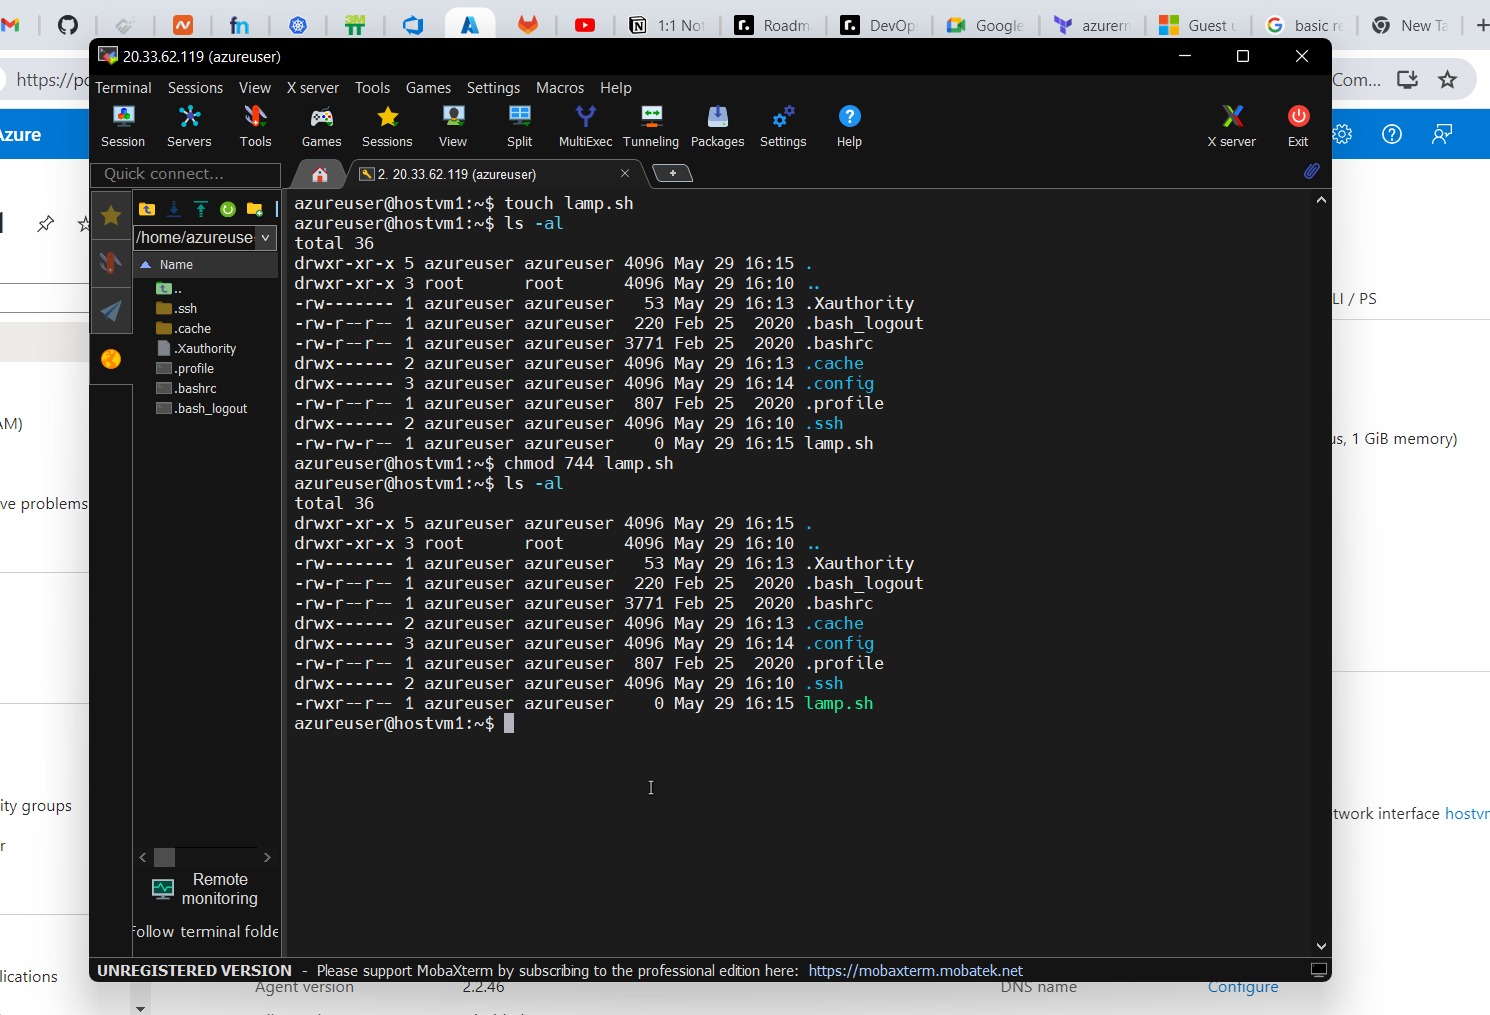 1:1 Not
Roadm
DevOp
Google
azurern
Guest u
basic re
New Ta
20.33.62.119 (azureuser)
https://po
Com...
Terminal Sessions View X server Tools Games Settings Macros Help
Azure
Session Servers Tools Games Sessions View Split MultiExec Tunneling Packages Settings Help X server Exit
Quick connect...
2. 20.33.62.119 (azureuser)
/home/azureuse
Name
..
.ssh
.cache
.Xauthority
.profile
.bashrc
.bash_logout
azureuser@hostvm1:~$ touch lamp.sh
azureuser@hostvm1:~$ ls -al
total 36
drwxr-xr-x 5 azureuser azureuser 4096 May 29 16:15 .
drwxr-xr-x 3 root      root      4096 May 29 16:10 ..
-rw------- 1 azureuser azureuser   53 May 29 16:13 .Xauthority
-rw-r--r-- 1 azureuser azureuser  220 Feb 25  2020 .bash_logout
-rw-r--r-- 1 azureuser azureuser 3771 Feb 25  2020 .bashrc
drwx------ 2 azureuser azureuser 4096 May 29 16:13 .cache
drwx------ 3 azureuser azureuser 4096 May 29 16:14 .config
-rw-r--r-- 1 azureuser azureuser  807 Feb 25  2020 .profile
drwx------ 2 azureuser azureuser 4096 May 29 16:10 .ssh
-rw-rw-r-- 1 azureuser azureuser    0 May 29 16:15 lamp.sh
azureuser@hostvm1:~$ chmod 744 lamp.sh
azureuser@hostvm1:~$ ls -al
total 36
drwxr-xr-x 5 azureuser azureuser 4096 May 29 16:15 .
drwxr-xr-x 3 root      root      4096 May 29 16:10 ..
-rw------- 1 azureuser azureuser   53 May 29 16:13 .Xauthority
-rw-r--r-- 1 azureuser azureuser  220 Feb 25  2020 .bash_logout
-rw-r--r-- 1 azureuser azureuser 3771 Feb 25  2020 .bashrc
drwx------ 2 azureuser azureuser 4096 May 29 16:13 .cache
drwx------ 3 azureuser azureuser 4096 May 29 16:14 .config
-rw-r--r-- 1 azureuser azureuser  807 Feb 25  2020 .profile
drwx------ 2 azureuser azureuser 4096 May 29 16:10 .ssh
-rwxr--r-- 1 azureuser azureuser    0 May 29 16:15 lamp.sh
azureuser@hostvm1:~$
LI / PS
AM)
us, 1 GiB memory)
ve problems
ity groups
r
twork interface hostvr
Remote
monitoring
Follow terminal folde
UNREGISTERED VERSION - Please support MobaXterm by subscribing to the professional edition here: https://mobaxterm.mobatek.net
lications
Agent version 2.2.46 DNS name Configure